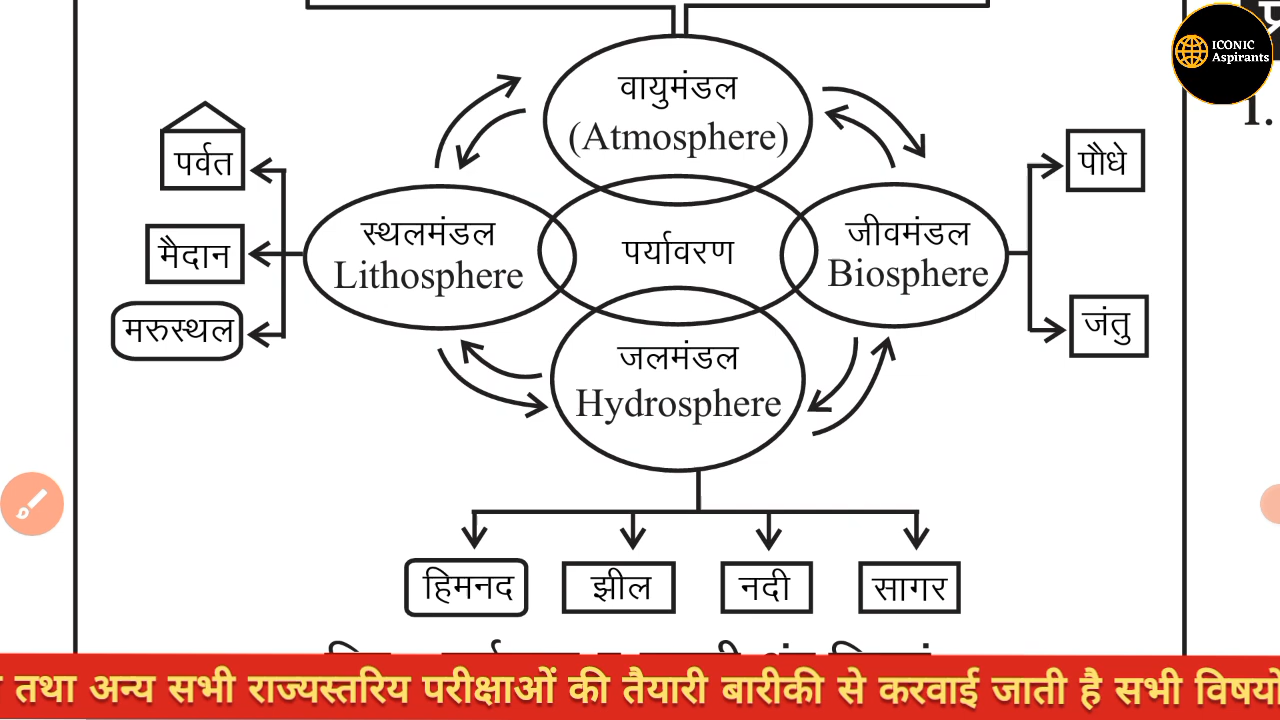 ICONIC
Aspirants
वायुमंडल
(Atmosphere)
1.
पर्वत
पौधे
स्थलमंडल
Lithosphere
पर्यावरण
जीवमंडल
Biosphere
मैदान
मरुस्थल
जंतु
जलमंडल
Hydrosphere
हिमनद
झील
नदी
सागर
तथा अन्य सभी राज्यस्तरिय परीक्षाओं की तैयारी बारीकी से करवाई जाती है सभी